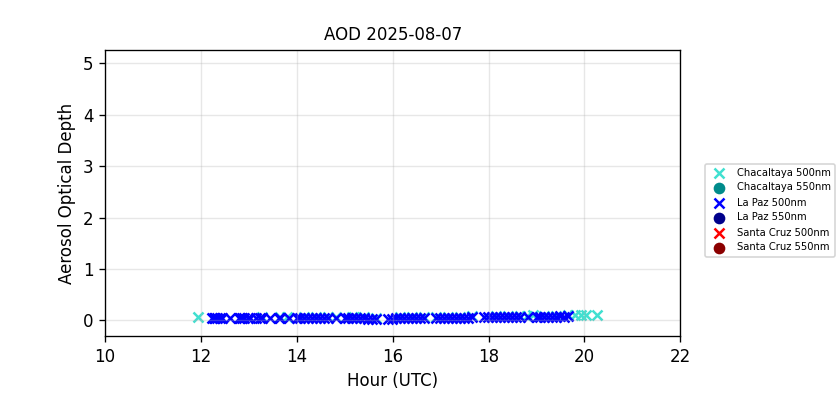 AOD 2025-08-07
Aerosol Optical Depth
5
4
3
2
1
0
10 12 14 16 18 20 22
Hour (UTC)
Chacaltaya 500nm
Chacaltaya 550nm
La Paz 500nm
La Paz 550nm
Santa Cruz 500nm
Santa Cruz 550nm